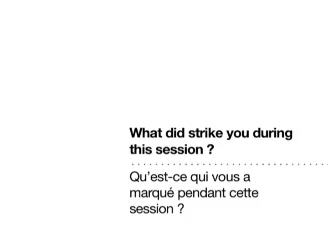 What did strike you during
this session ?
Qu’est-ce qui vous a
marqué pendant cette
session ?